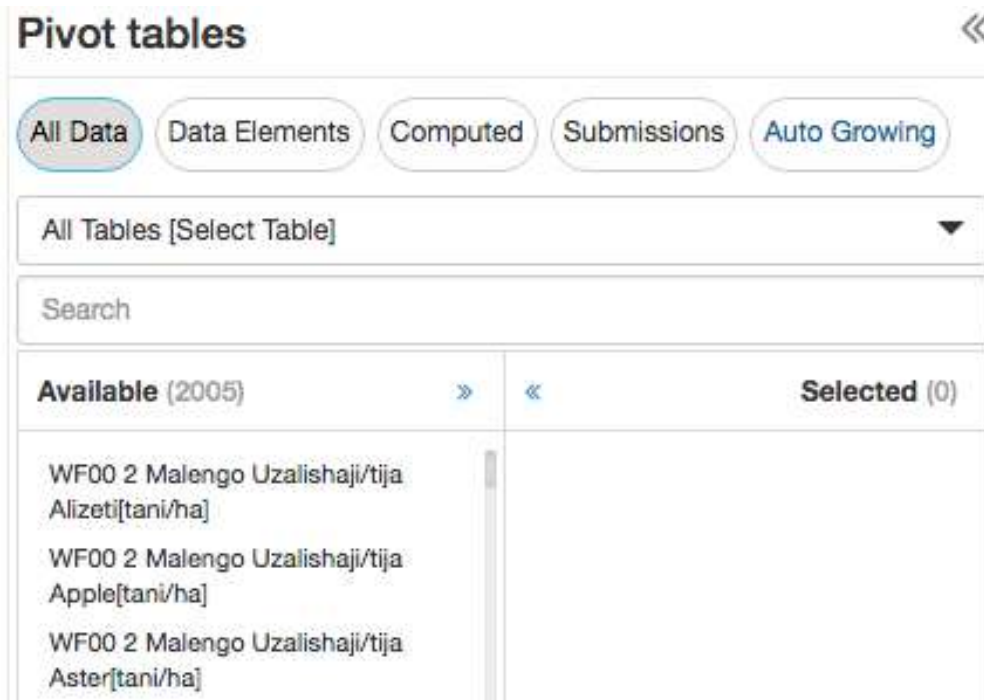 Pivot tables
All Data Data Elements Computed Submissions Auto Growing
All Tables [Select Table]
Search
Available (2005) » « Selected (0)
WF00 2 Malengo Uzalishaji/tija
Alizeti[tani/ha]
WF00 2 Malengo Uzalishaji/tija
Apple[tani/ha]
WF00 2 Malengo Uzalishaji/tija
Aster[tani/ha]